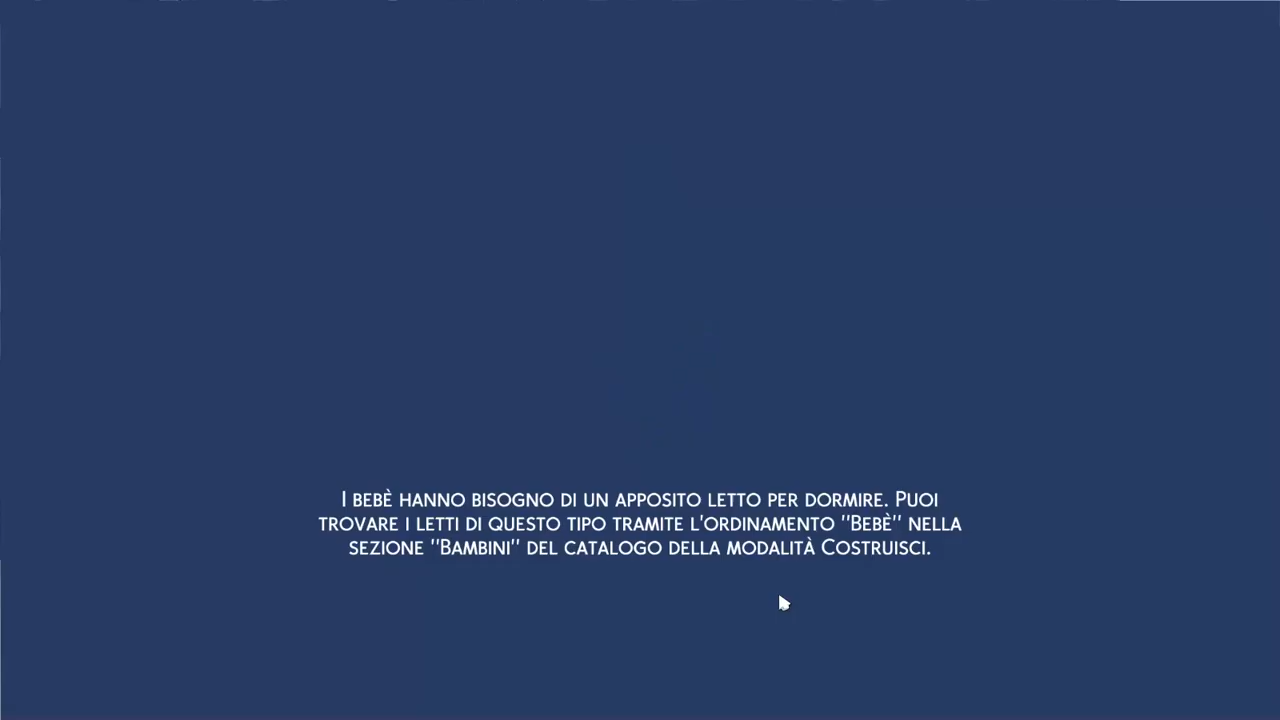 I BEBÈ HANNO BISOGNO DI UN APPOSITO LETTO PER DORMIRE. PUOI
TROVARE I LETTI DI QUESTO TIPO TRAMITE L'ORDINAMENTO "BEBÈ" NELLA
SEZIONE "BAMBINI" DEL CATALOGO DELLA MODALITÀ COSTRUISCI.